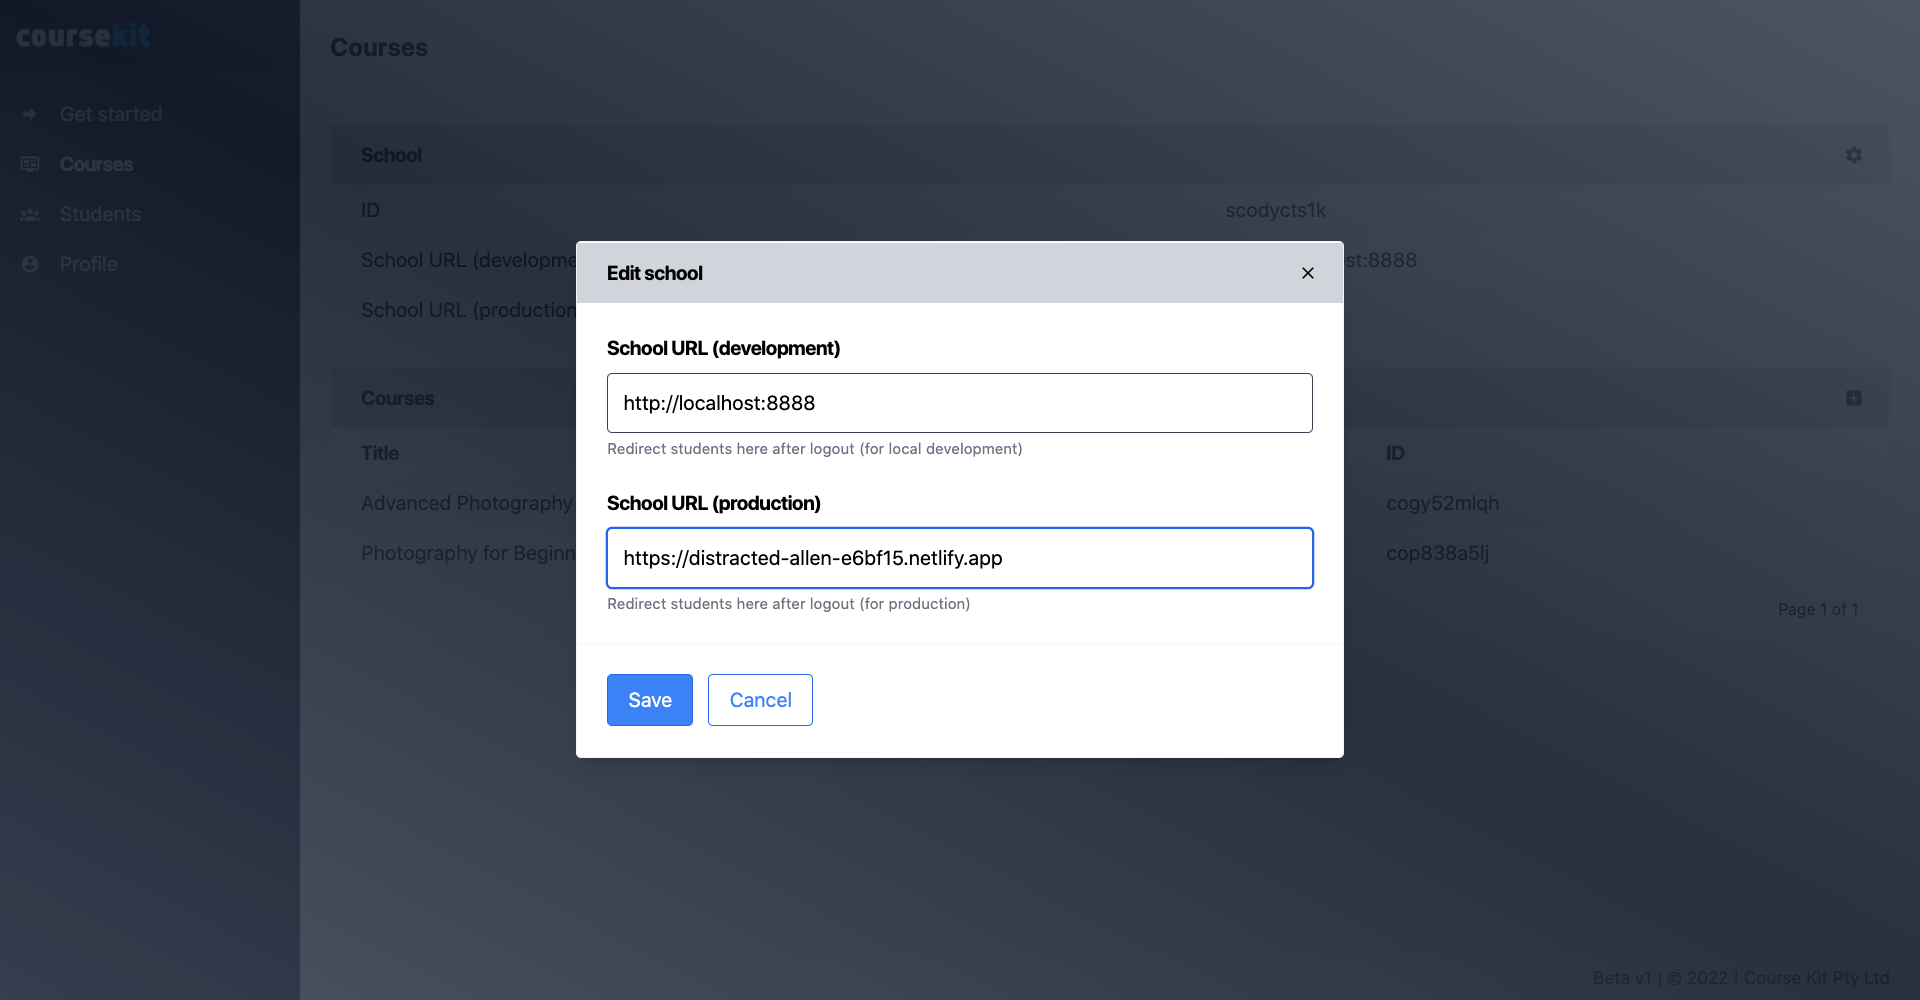 coursekit
Get started
Courses
Students
Profile
Courses
School
ID scodycts1k
School URL (developme st:8888
School URL (production
Courses
Title ID
Advanced Photography cogy52mlqh
Photography for Beginn cop838a5lj
Page 1 of 1
Edit school
School URL (development)
http://localhost:8888
Redirect students here after logout (for local development)
School URL (production)
https://distracted-allen-e6bf15.netlify.app
Redirect students here after logout (for production)
Save Cancel
Beta v1 | © 2022 | Course Kit Pty Ltd